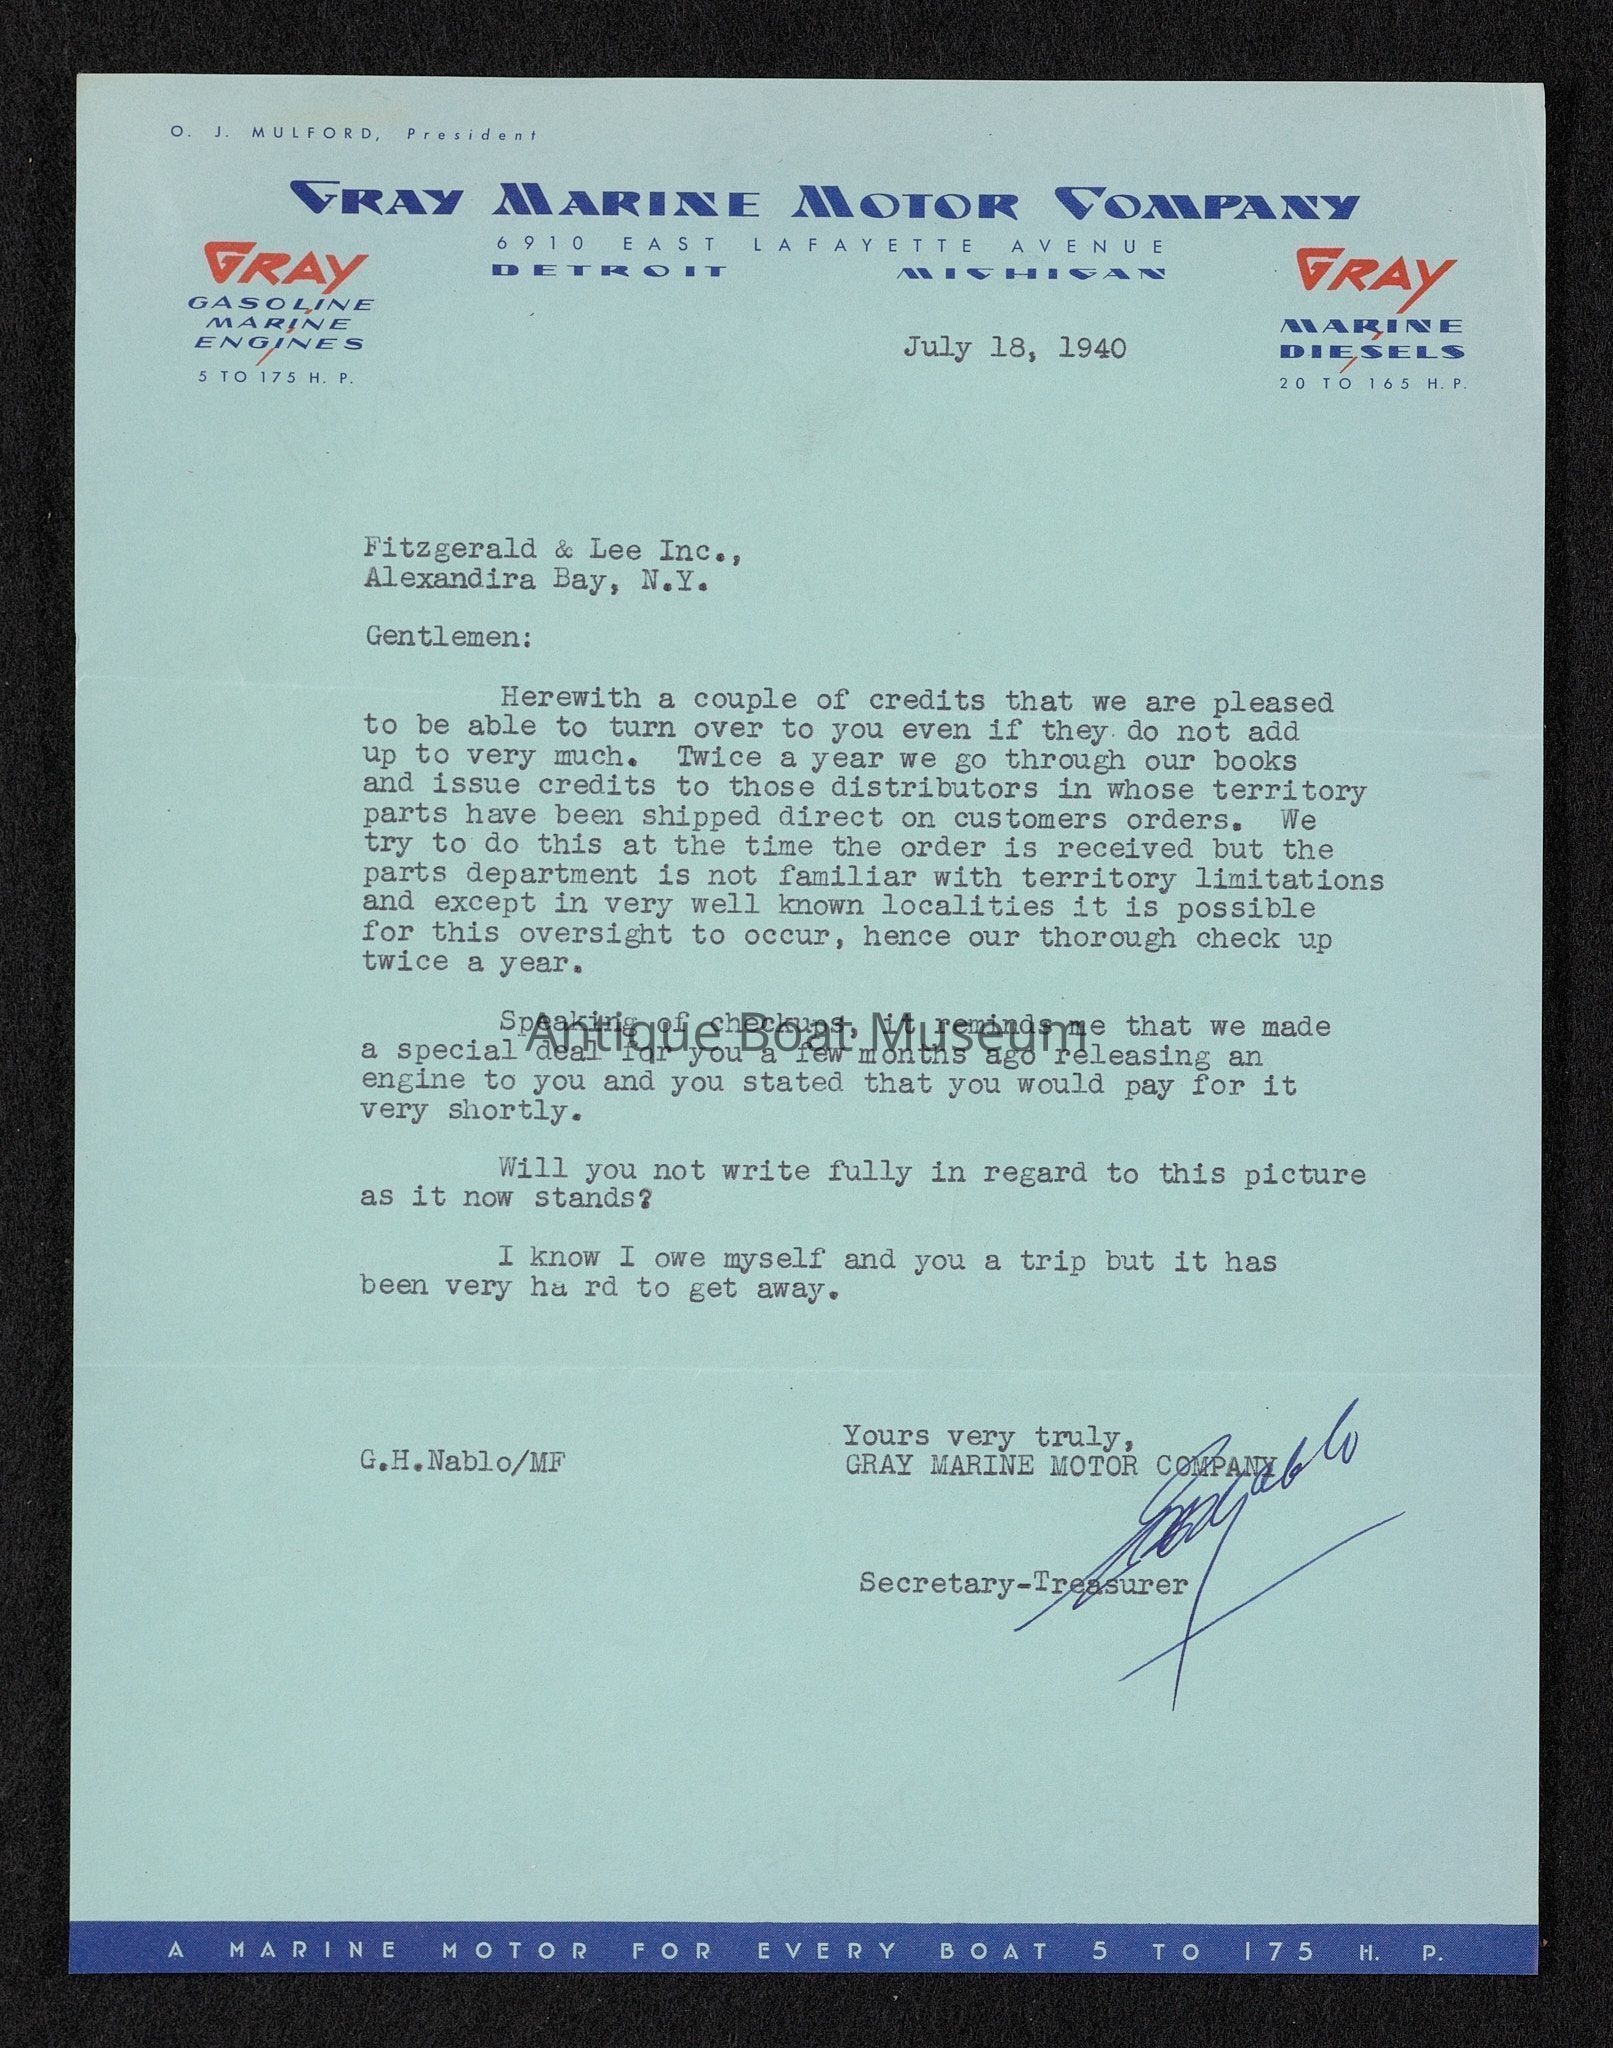 O. J. MULFORD, President
GRAY MARINE MOTOR COMPANY
6910 EAST LAFAYETTE AVENUE
DETROIT MICHIGAN
GRAY
GASOLINE
MARINE
ENGINES
5 TO 175 H. P.
GRAY
MARINE
DIESELS
20 TO 165 H. P.
July 18, 1940
Fitzgerald & Lee Inc.,
Alexandira Bay, N.Y.
Gentlemen:
Herewith a couple of credits that we are pleased
to be able to turn over to you even if they do not add
up to very much. Twice a year we go through our books
and issue credits to those distributors in whose territory
parts have been shipped direct on customers orders. We
try to do this at the time the order is received but the
parts department is not familiar with territory limitations
and except in very well known localities it is possible
for this oversight to occur, hence our thorough check up
twice a year.
Speaking of checkups, it reminds me that we made
a special deal for you a few months ago releasing an
engine to you and you stated that you would pay for it
very shortly.
Antique Boat Museum
Will you not write fully in regard to this picture
as it now stands?
I know I owe myself and you a trip but it has
been very ha rd to get away.
Yours very truly,
G.H.Nablo/MF
GRAY MARINE MOTOR COMPANY
GHNablo
Secretary-Treasurer
A MARINE MOTOR FOR EVERY BOAT 5 TO 175 H. P.